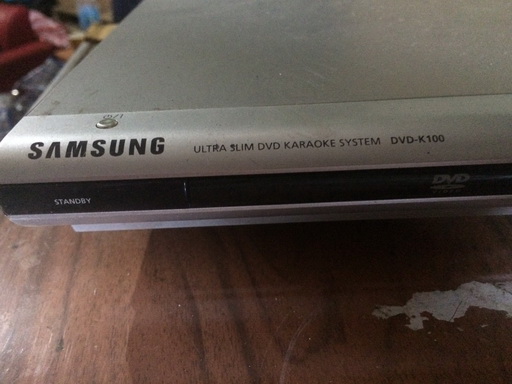 SAMSUNG ULTRA SLIM DVD KARAOKE SYSTEM DVD-K100
STANDBY DVD